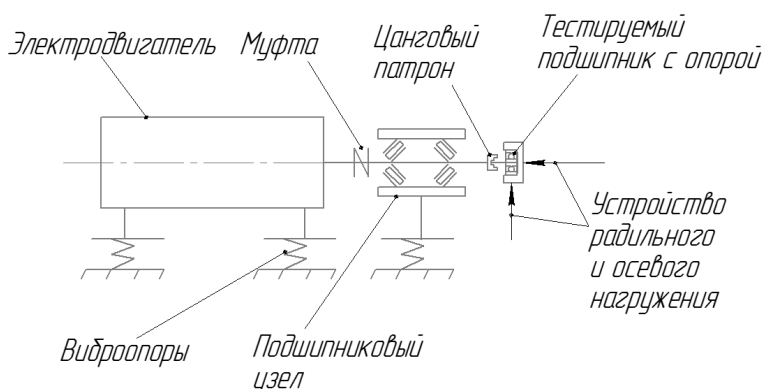 Электродвигатель
Муфта
Цанговый
патрон
Тестируемый
подшипник с опорой
Устройство
радильного
и осевого
нагружения
Виброопоры
Подшипниковый
узел